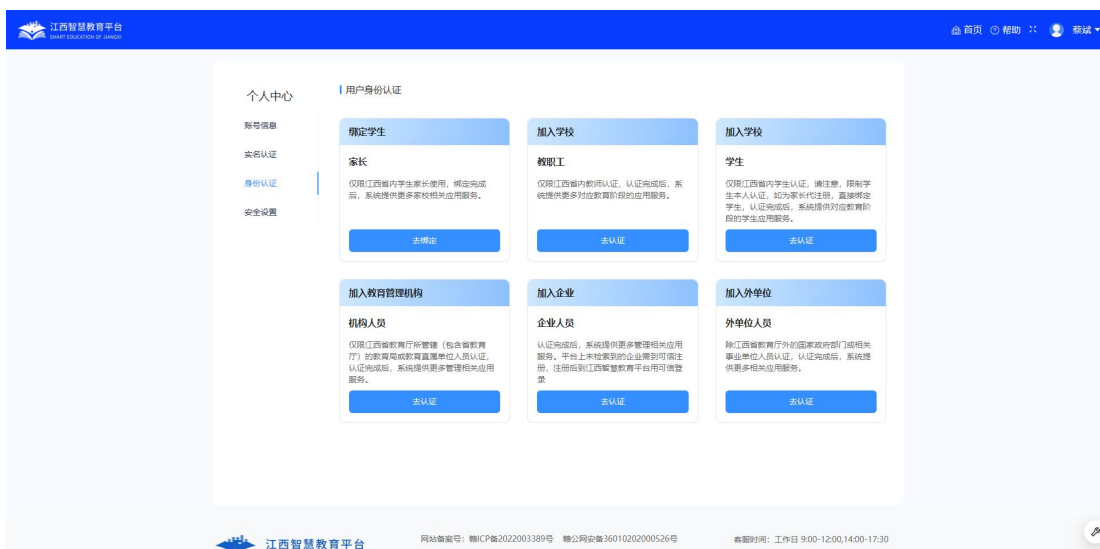 江西智慧教育平台
SMART EDUCATION OF JIANGXI
首页 帮助 蔡斌
个人中心
账号信息
实名认证
身份认证
安全设置
用户身份认证
绑定学生
家长
仅限江西省内学生家长使用，绑定完成
后，系统提供更多家校相关应用服务。
去绑定
加入学校
教职工
仅限江西省内教师认证，认证完成后，系
统提供更多对应教育阶段的应用服务。
去认证
加入学校
学生
仅限江西省内学生认证，请注意，限制学
生本人认证，如为家长代注册，直接绑定
学生，认证完成后，系统提供对应教育阶
段的学生应用服务。
去认证
加入教育管理机构
机构人员
仅限江西省教育厅所管辖（包含省教育
厅）的教育局或教育直属单位人员认证，
认证完成后，系统提供更多管理相关应用
服务。
去认证
加入企业
企业人员
认证完成后，系统提供更多管理相关应用
服务。平台上未检索到的企业需到可信注
册，注册后到江西智慧教育平台用可信登
录
去认证
加入外单位
外单位人员
除江西省教育厅外的国家政府部门或相关
事业单位人员认证，认证完成后，系统提
供更多相关应用服务。
去认证
江西智慧教育平台
网站备案号：赣ICP备2022003389号 赣公网安备36010202000526号
客服时间：工作日 9:00-12:00,14:00-17:30